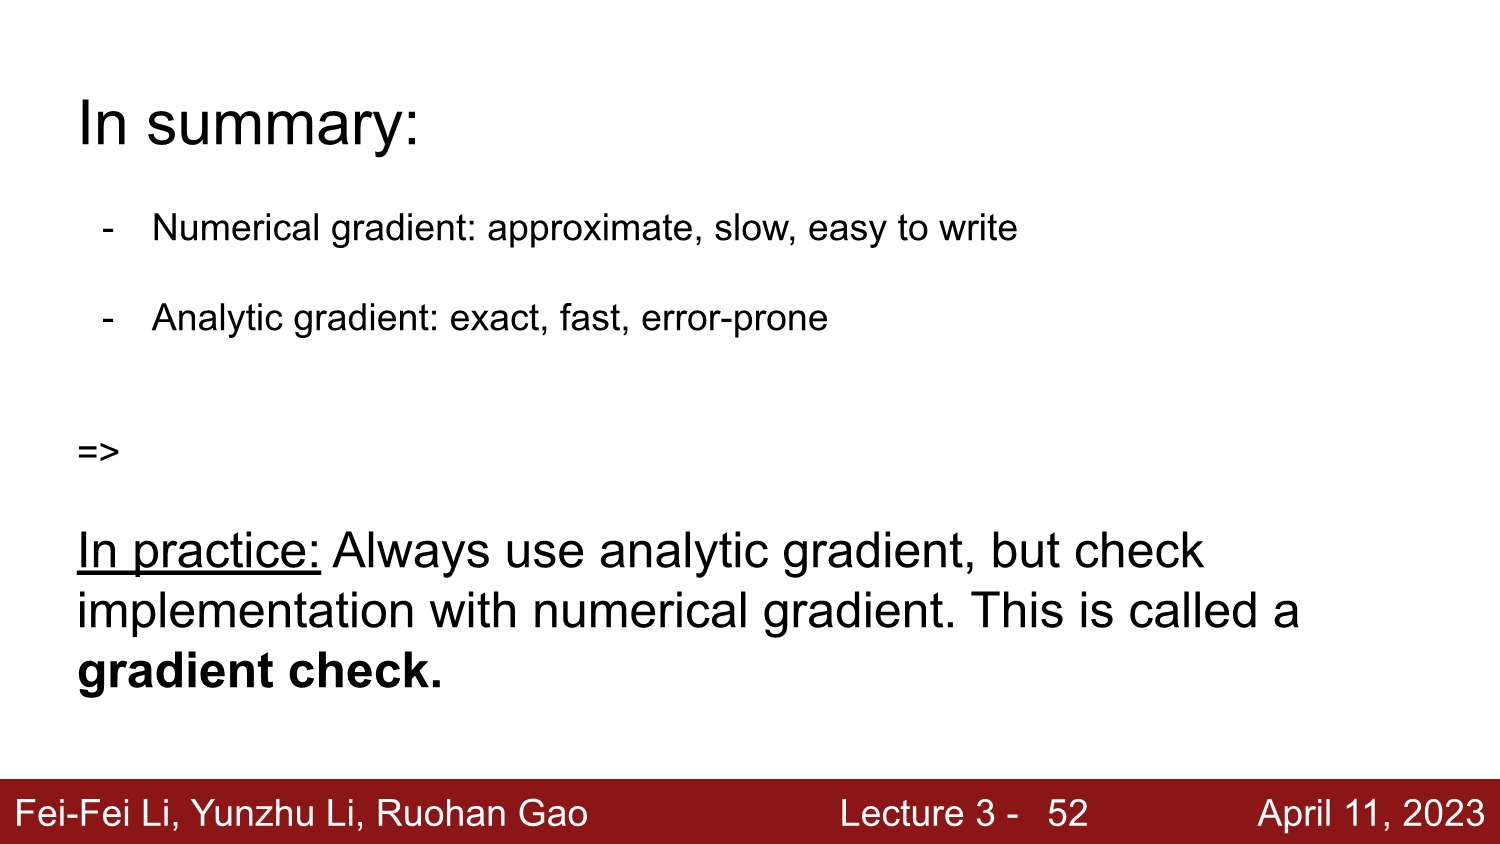 In summary:
- Numerical gradient: approximate, slow, easy to write
- Analytic gradient: exact, fast, error-prone
=>
In practice: Always use analytic gradient, but check
implementation with numerical gradient. This is called a
gradient check.
Fei-Fei Li, Yunzhu Li, Ruohan Gao Lecture 3 - 52 April 11, 2023